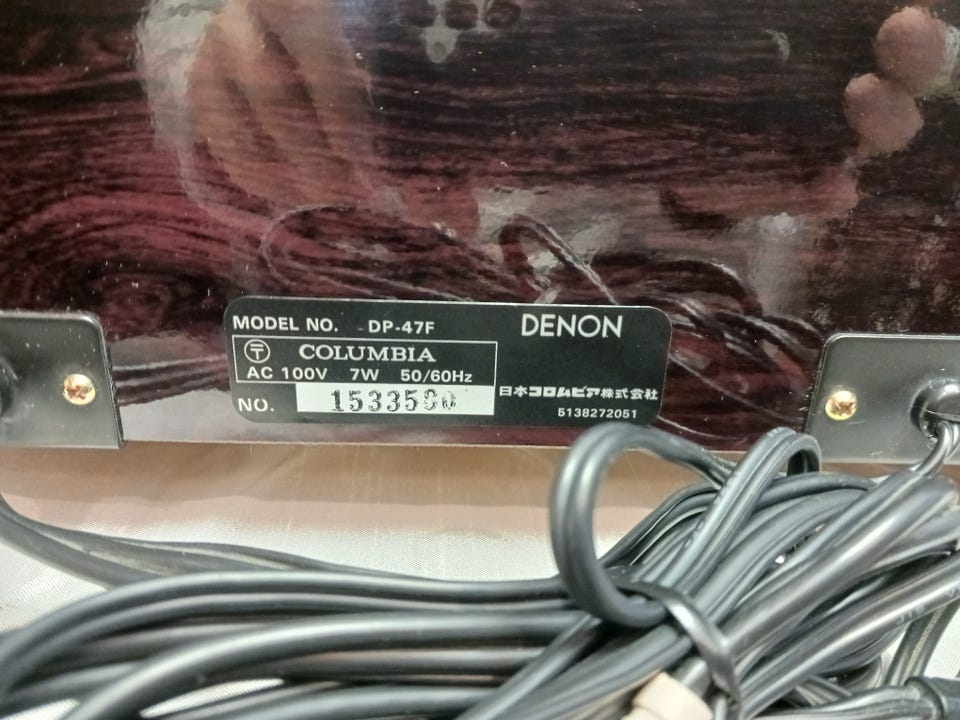 MODEL NO. DP-47F DENON
〒 COLUMBIA
AC 100V 7W 50/60Hz
NO. 1533500
日本コロムビア株式会社
5138272051